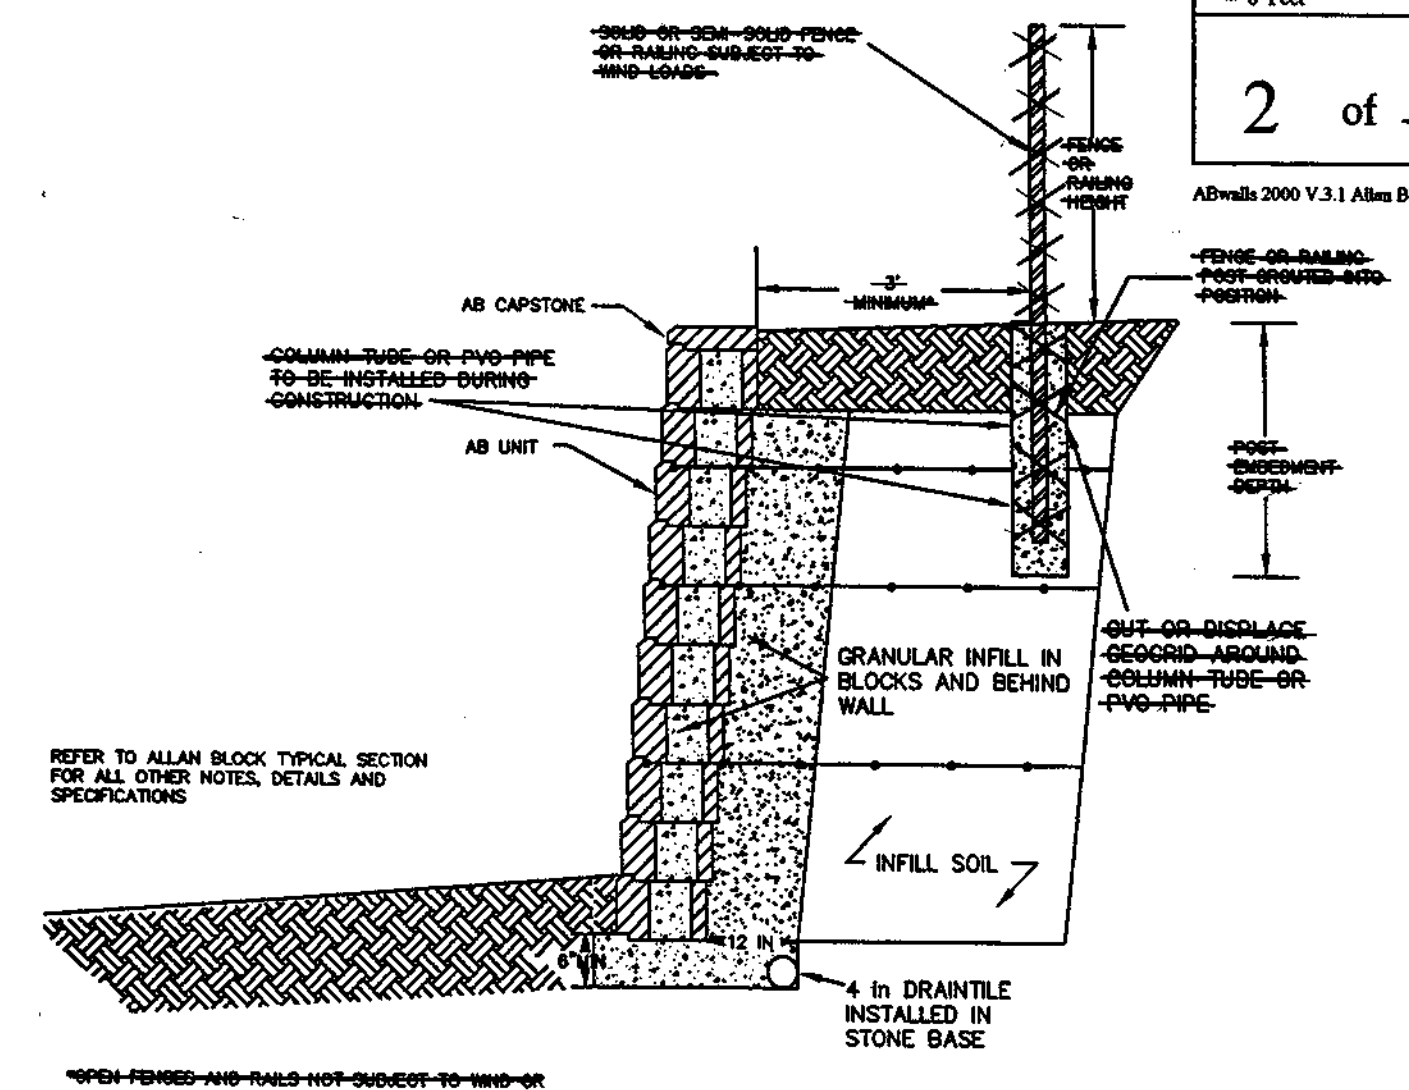 SOLID OR SEMI-SOLID FENCE
OR RAILING SUBJECT TO
WIND LOADS
2 of
ABwalls 2000 V.3.1 Allan B
FENCE
OR
RAILING
HEIGHT
3'
MINIMUM*
FENCE OR RAILING
POST GROUTED INTO
POSITION
AB CAPSTONE
COLUMN TUBE OR PVC PIPE
TO BE INSTALLED DURING
CONSTRUCTION
AB UNIT
POST
EMBEDMENT
DEPTH
CUT OR DISPLACE
GEOGRID AROUND
COLUMN TUBE OR
PVC PIPE
GRANULAR INFILL IN
BLOCKS AND BEHIND
WALL
REFER TO ALLAN BLOCK TYPICAL SECTION
FOR ALL OTHER NOTES, DETAILS AND
SPECIFICATIONS
INFILL SOIL
12 IN
6" MIN
4 in DRAINTILE
INSTALLED IN
STONE BASE
*OPEN FENCES AND RAILS NOT SUBJECT TO WIND OR